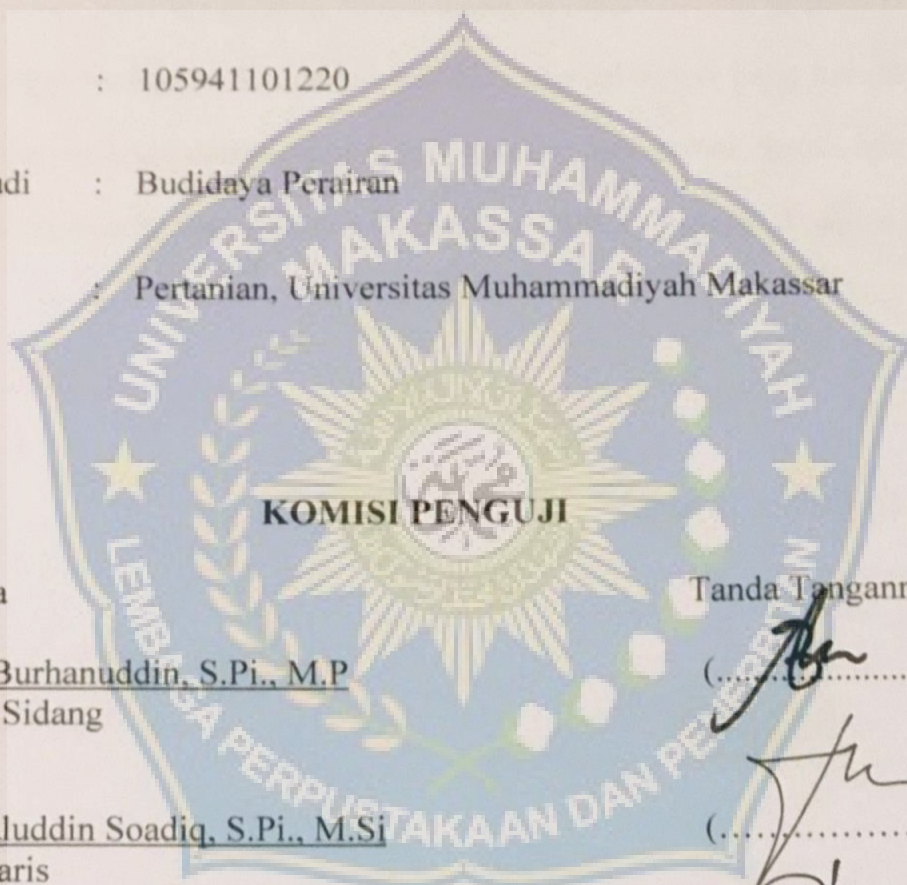 : 105941101220
di : Budidaya Perairan
: Pertanian, Universitas Muhammadiyah Makassar
UNIVERSITAS MUHAMMADIYAH
MAKASSAR
KOMISI PENGUJI
a Tanda Tangann
Burhanuddin, S.Pi., M.P (....................
Sidang
luddin Soadiq, S.Pi., M.Si (....................
aris
LEMBAGA PERPUSTAKAAN DAN PENERBITAN